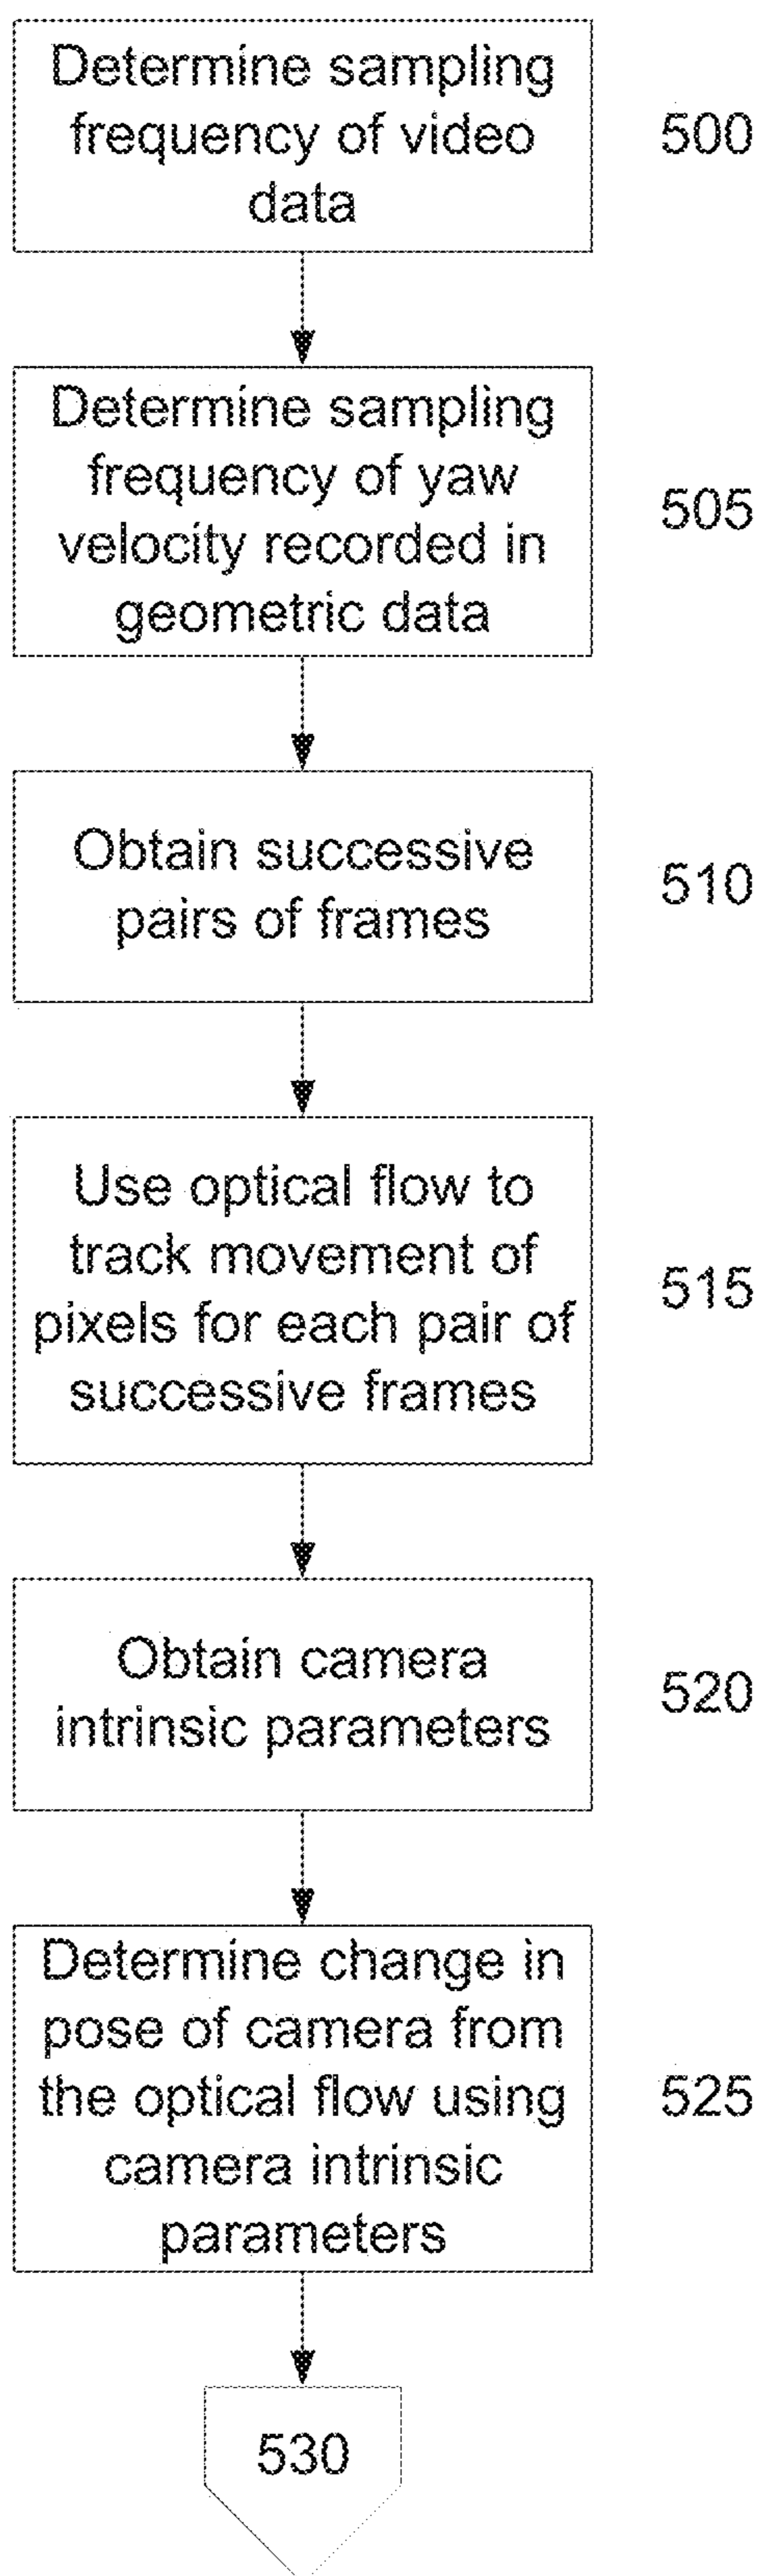 Determine sampling
frequency of video
data
500
Determine sampling
frequency of yaw
velocity recorded in
geometric data
505
Obtain successive
pairs of frames
510
Use optical flow to
track movement of
pixels for each pair of
successive frames
515
Obtain camera
intrinsic parameters
520
Determine change in
pose of camera from
the optical flow using
camera intrinsic
parameters
525
530